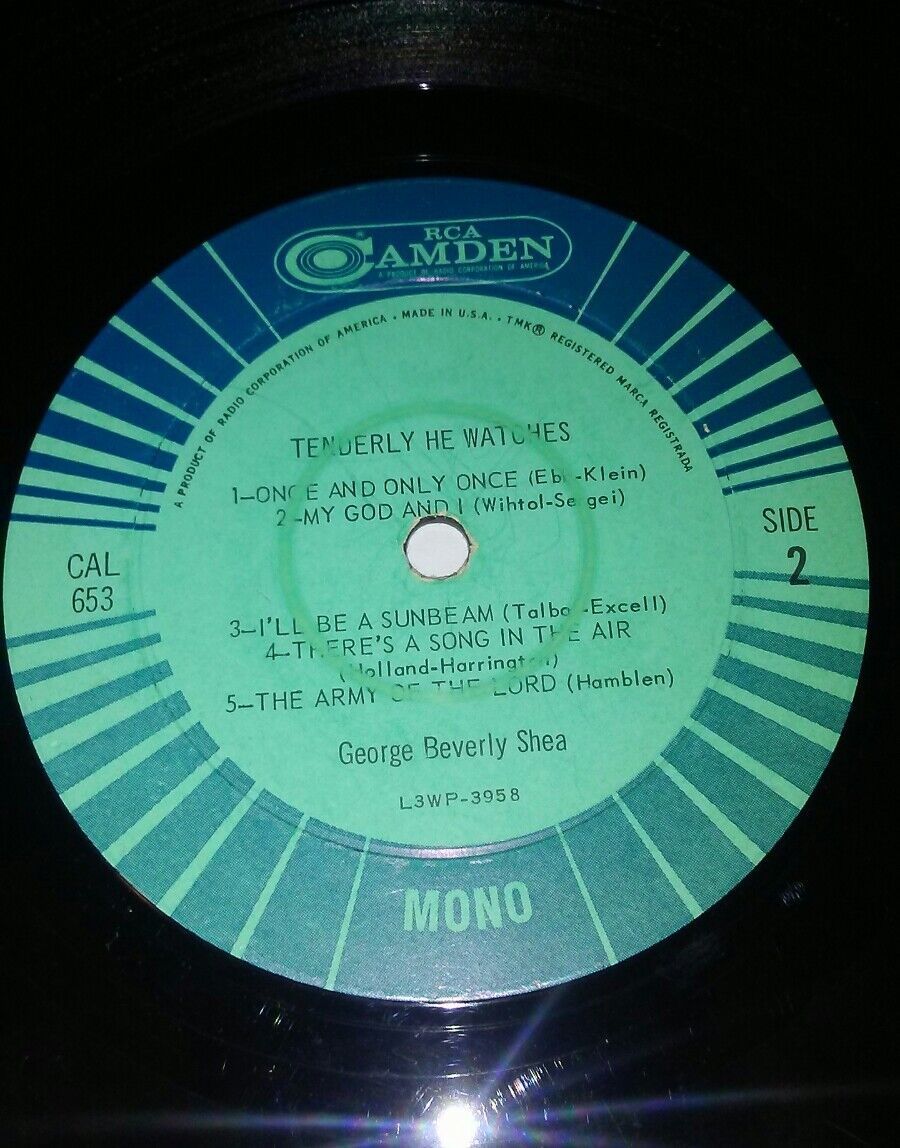 RCA
CAMDEN
A PRODUCT OF RADIO CORPORATION OF AMERICA
A PRODUCT OF RADIO CORPORATION OF AMERICA • MADE IN U.S.A. • TMK® REGISTERED MARCA REGISTRADA
TENDERLY HE WATCHES
1-ONCE AND ONLY ONCE (Eb -Klein)
2-MY GOD AND I (Wihtol-Sergei)
SIDE
2
CAL
653
3-I'LL BE A SUNBEAM (Talbo -Excell)
4-THERE'S A SONG IN THE AIR
(Holland-Harrington)
5-THE ARMY OF THE LORD (Hamblen)
George Beverly Shea
L3WP-3958
MONO